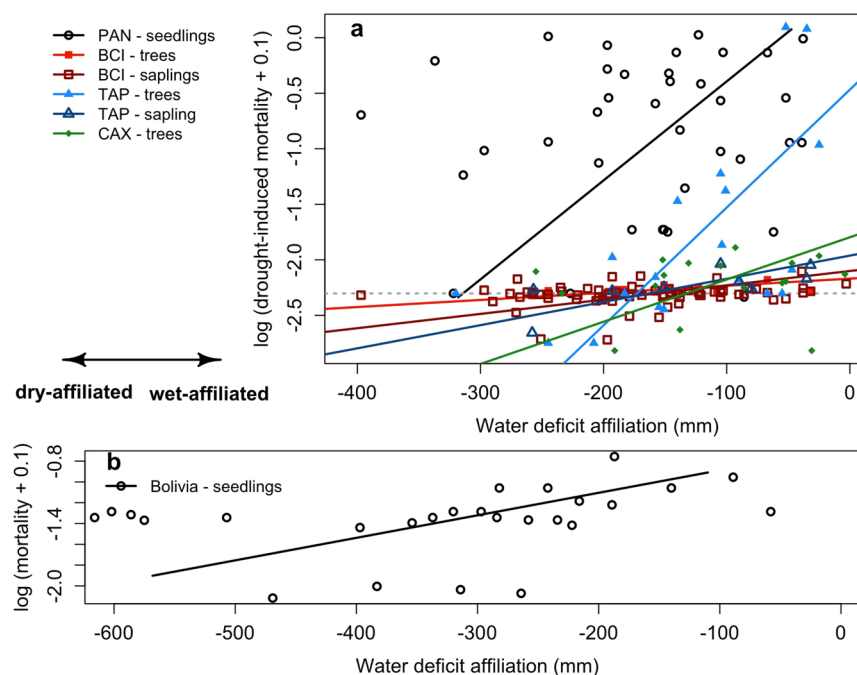 a
PAN - seedlings
BCI - trees
BCI - saplings
TAP - trees
TAP - sapling
CAX - trees
log (drought-induced mortality + 0.1)
0.0
-0.5
-1.0
-1.5
-2.0
-2.5
-400
-300
-200
-100
0
Water deficit affiliation (mm)
dry-affiliated wet-affiliated
b
Bolivia - seedlings
log (mortality + 0.1)
-0.8
-1.4
-2.0
-600
-500
-400
-300
-200
-100
0
Water deficit affiliation (mm)